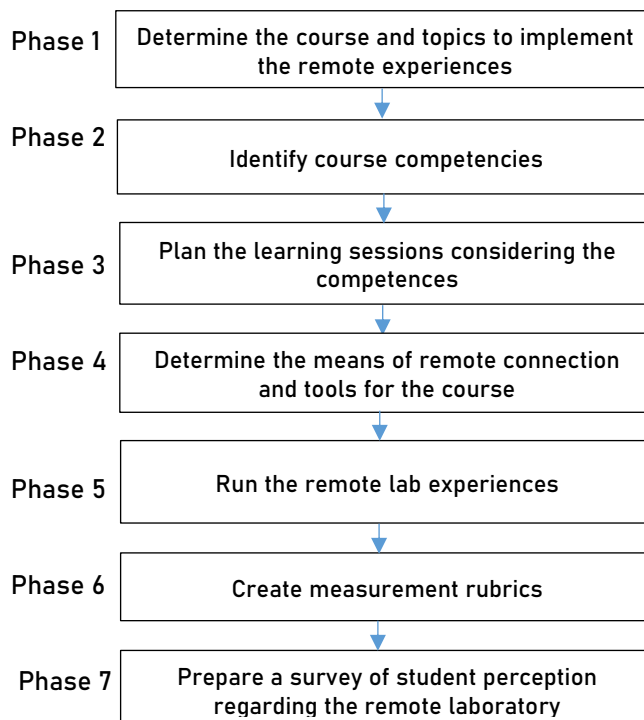 Phase 1
Determine the course and topics to implement
the remote experiences
Phase 2
Identify course competencies
Phase 3
Plan the learning sessions considering the
competences
Phase 4
Determine the means of remote connection
and tools for the course
Phase 5
Run the remote lab experiences
Phase 6
Create measurement rubrics
Phase 7
Prepare a survey of student perception
regarding the remote laboratory